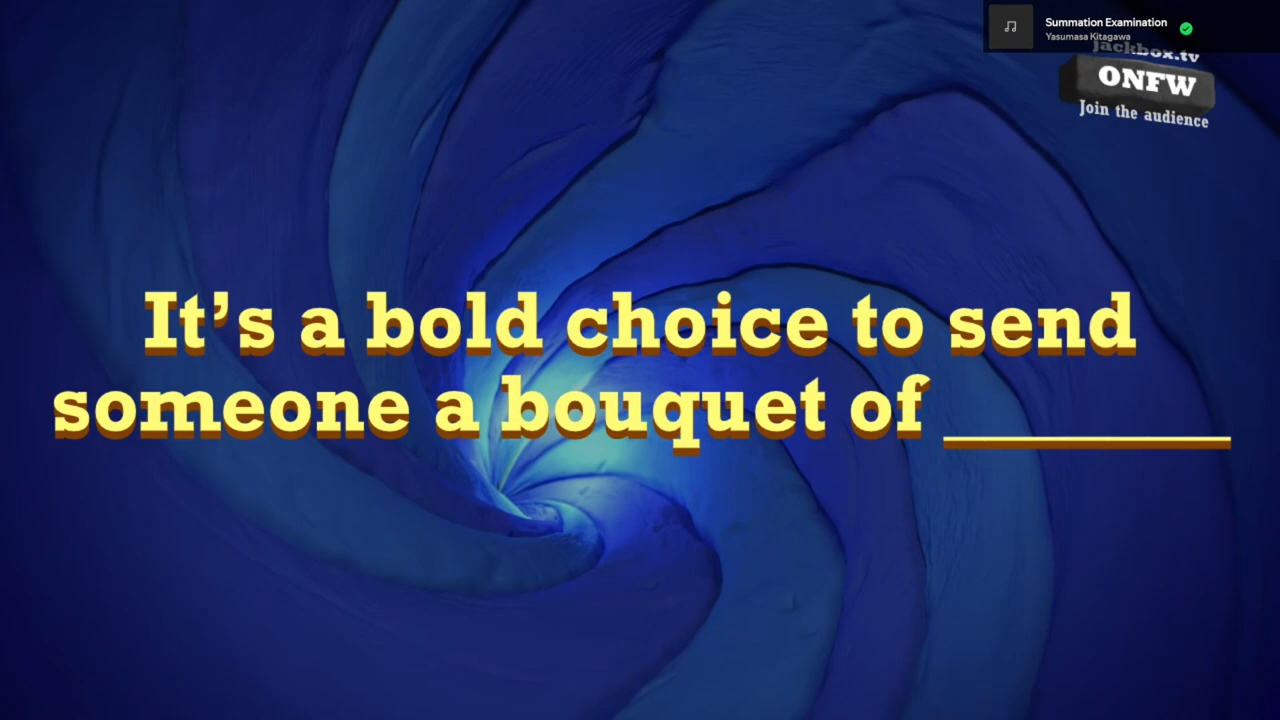 Summation Examination
Yasumasa Kitagawa
jackbox.tv
ONFW
Join the audience
It's a bold choice to send
someone a bouquet of ________